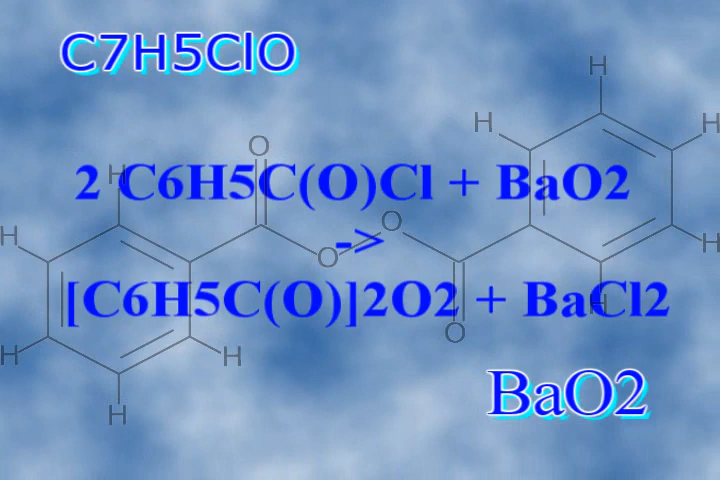 C7H5ClO
H
H
H
O
H
2 C6H5C(O)Cl + BaO2
H
O
->
H
O
H
[C6H5C(O)]2O2 + BaCl2
H
O
H
H
BaO2
H